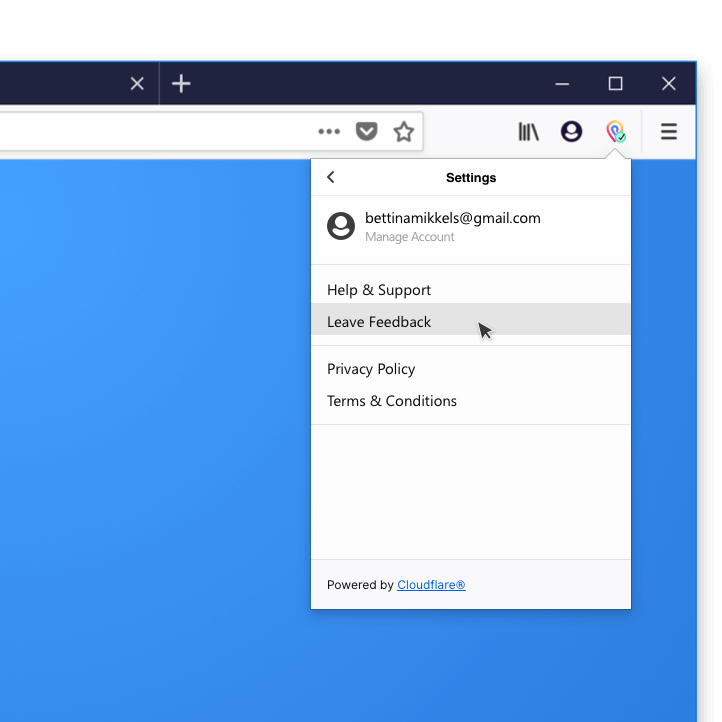 Settings
bettinamikkels@gmail.com
Manage Account
Help & Support
Leave Feedback
Privacy Policy
Terms & Conditions
Powered by Cloudflare®